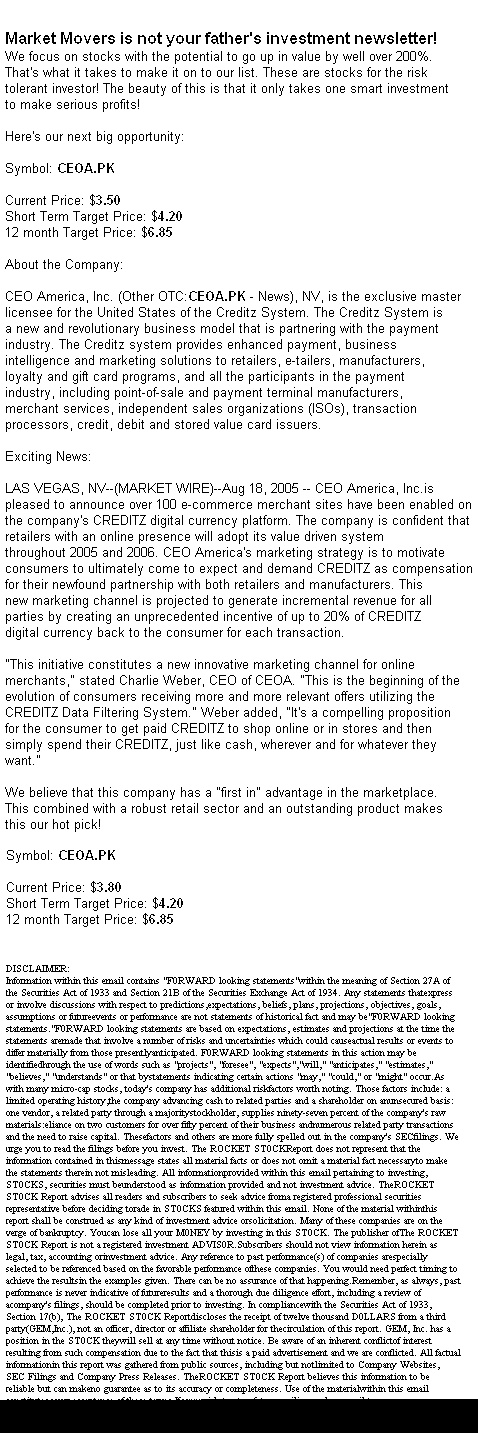 Market Movers is not your father's investment newsletter!
We focus on stocks with the potential to go up in value by well over 200%.
That's what it takes to make it on to our list. These are stocks for the risk
tolerant investor! The beauty of this is that it only takes one smart investment
to make serious profits!
Here's our next big opportunity:
Symbol: CEOA.PK
Current Price: $3.50
Short Term Target Price: $4.20
12 month Target Price: $6.85
About the Company:
CEO America, Inc. (Other OTC:CEOA.PK - News), NV, is the exclusive master
licensee for the United States of the Creditz System. The Creditz System is
a new and revolutionary business model that is partnering with the payment
industry. The Creditz system provides enhanced payment, business
intelligence and marketing solutions to retailers, e-tailers, manufacturers,
loyalty and gift card programs, and all the participants in the payment
industry, including point-of-sale and payment terminal manufacturers,
merchant services, independent sales organizations (ISOs), transaction
processors, credit, debit and stored value card issuers.
Exciting News:
LAS VEGAS, NV--(MARKET WIRE)--Aug 18, 2005 -- CEO America, Inc.is
pleased to announce over 100 e-commerce merchant sites have been enabled on
the company's CREDITZ digital currency platform. The company is confident that
retailers with an online presence will adopt its value driven system
throughout 2005 and 2006. CEO America's marketing strategy is to motivate
consumers to ultimately come to expect and demand CREDITZ as compensation
for their newfound partnership with both retailers and manufacturers. This
new marketing channel is projected to generate incremental revenue for all
parties by creating an unprecedented incentive of up to 20% of CREDITZ
digital currency back to the consumer for each transaction.
"This initiative constitutes a new innovative marketing channel for online
merchants," stated Charlie Weber, CEO of CEOA. "This is the beginning of the
evolution of consumers receiving more and more relevant offers utilizing the
CREDITZ Data Filtering System." Weber added, "It's a compelling proposition
for the consumer to get paid CREDITZ to shop online or in stores and then
simply spend their CREDITZ, just like cash, wherever and for whatever they
want."
We believe that this company has a "first in" advantage in the marketplace.
This combined with a robust retail sector and an outstanding product makes
this our hot pick!
Symbol: CEOA.PK
Current Price: $3.80
Short Term Target Price: $4.20
12 month Target Price: $6.85
DISCLAIMER:
Information within this email contains "F0RWARD looking statements"within the meaning of Section 27A of
the Securities Act of 1933 and Section 21B of the Securities Exchange Act of 1934. Any statements thatexpress
or involve discussions with respect to predictions,expectations, beliefs, plans, projections, objectives, goals,
assumptions or futurevents or performance are not statements of historical fact and may be"F0RWARD looking
statements."F0RWARD looking statements are based on expectations, estimates and projections at the time the
statements aremade that involve a number of risks and uncertainties which could causeactual results or events to
differ materially from those presentlyanticipated. F0RWARD looking statements in this action may be
identifiedthrough the use of words such as "projects", "foresee", "expects","will," "anticipates," "estimates,"
"believes," "understands" or that bystatements indicating certain actions "may," "could," or "might" occur.As
with many micro-cap stocks, today's company has additional riskfactors worth noting. Those factors include: a
limited operating history,the company advancing cash to related parties and a shareholder on anunsecured basis:
one vendor, a related party through a majoritystockholder, supplies ninety-seven percent of the company's raw
materials:eliance on two customers for over fifty percent of their business andnumerous related party transactions
and the need to raise capital. Thesefactors and others are more fully spelled out in the company's SECfilings. We
urge you to read the filings before you invest. The ROCKET ST0CKReport does not represent that the
information contained in thismessage states all material facts or does not omit a material fact necessaryto make
the statements therein not misleading. All informationprovided within this email pertaining to investing,
ST0CKS, securities must beunderstood as information provided and not investment advice. TheROCKET
ST0CK Report advises all readers and subscribers to seek advice froma registered professional securities
representative before deciding torade in ST0CKS featured within this email. None of the material withinthis
report shall be construed as any kind of investment advice orsolicitation. Many of these companies are on the
verge of bankruptcy. Youcan lose all your M0NEY by investing in this ST0CK. The publisher ofThe ROCKET
ST0CK Report is not a registered investment ADVIS0R.Subscribers should not view information herein as
legal, tax, accounting orinvestment advice. Any reference to past performance(s) of companies arespecially
selected to be referenced based on the favorable performance ofthese companies. You would need perfect timing to
achieve the resultsin the examples given. There can be no assurance of that happening.Remember, as always, past
performance is never indicative of futureresults and a thorough due diligence effort, including a review of
acompany's filings, should be completed prior to investing. In compliancewith the Securities Act of 1933,
Section 17(b), The ROCKET ST0CK Reportdiscloses the receipt of twelve thousand D0LLARS from a third
party(GEM,Inc.), not an officer, director or affiliate shareholder for thecirculation of this report. GEM, Inc. has a
position in the ST0CK theywill sell at any time without notice. Be aware of an inherent conflictof interest
resulting from such compensation due to the fact that thisis a paid advertisement and we are conflicted. All factual
informationin this report was gathered from public sources, including but notlimited to Company Websites,
SEC Filings and Company Press Releases. TheROCKET ST0CK Report believes this information to be
reliable but can makeno guarantee as to its accuracy or completeness. Use of the materialwithin this email